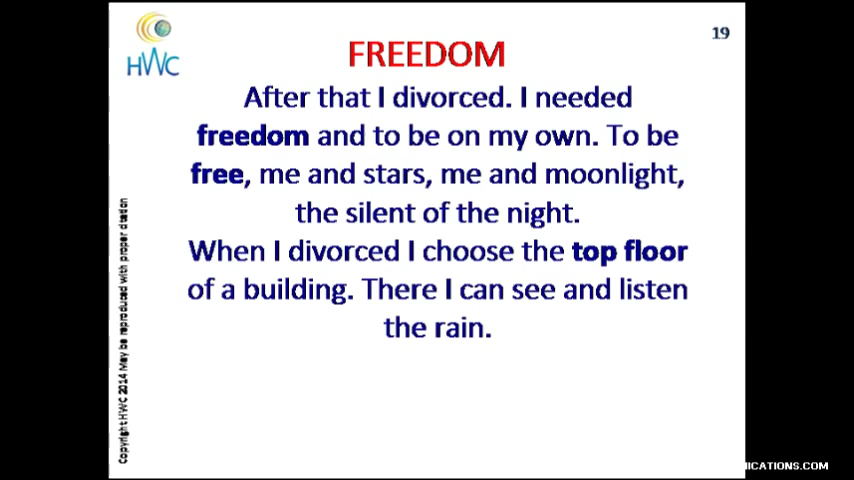 HWC
19
FREEDOM
After that I divorced. I needed
freedom and to be on my own. To be
free, me and stars, me and moonlight,
the silent of the night.
When I divorced I choose the top floor
of a building. There I can see and listen
the rain.
Copyright HWC 2014 May be reproduced with proper citation
ICATIONS.COM